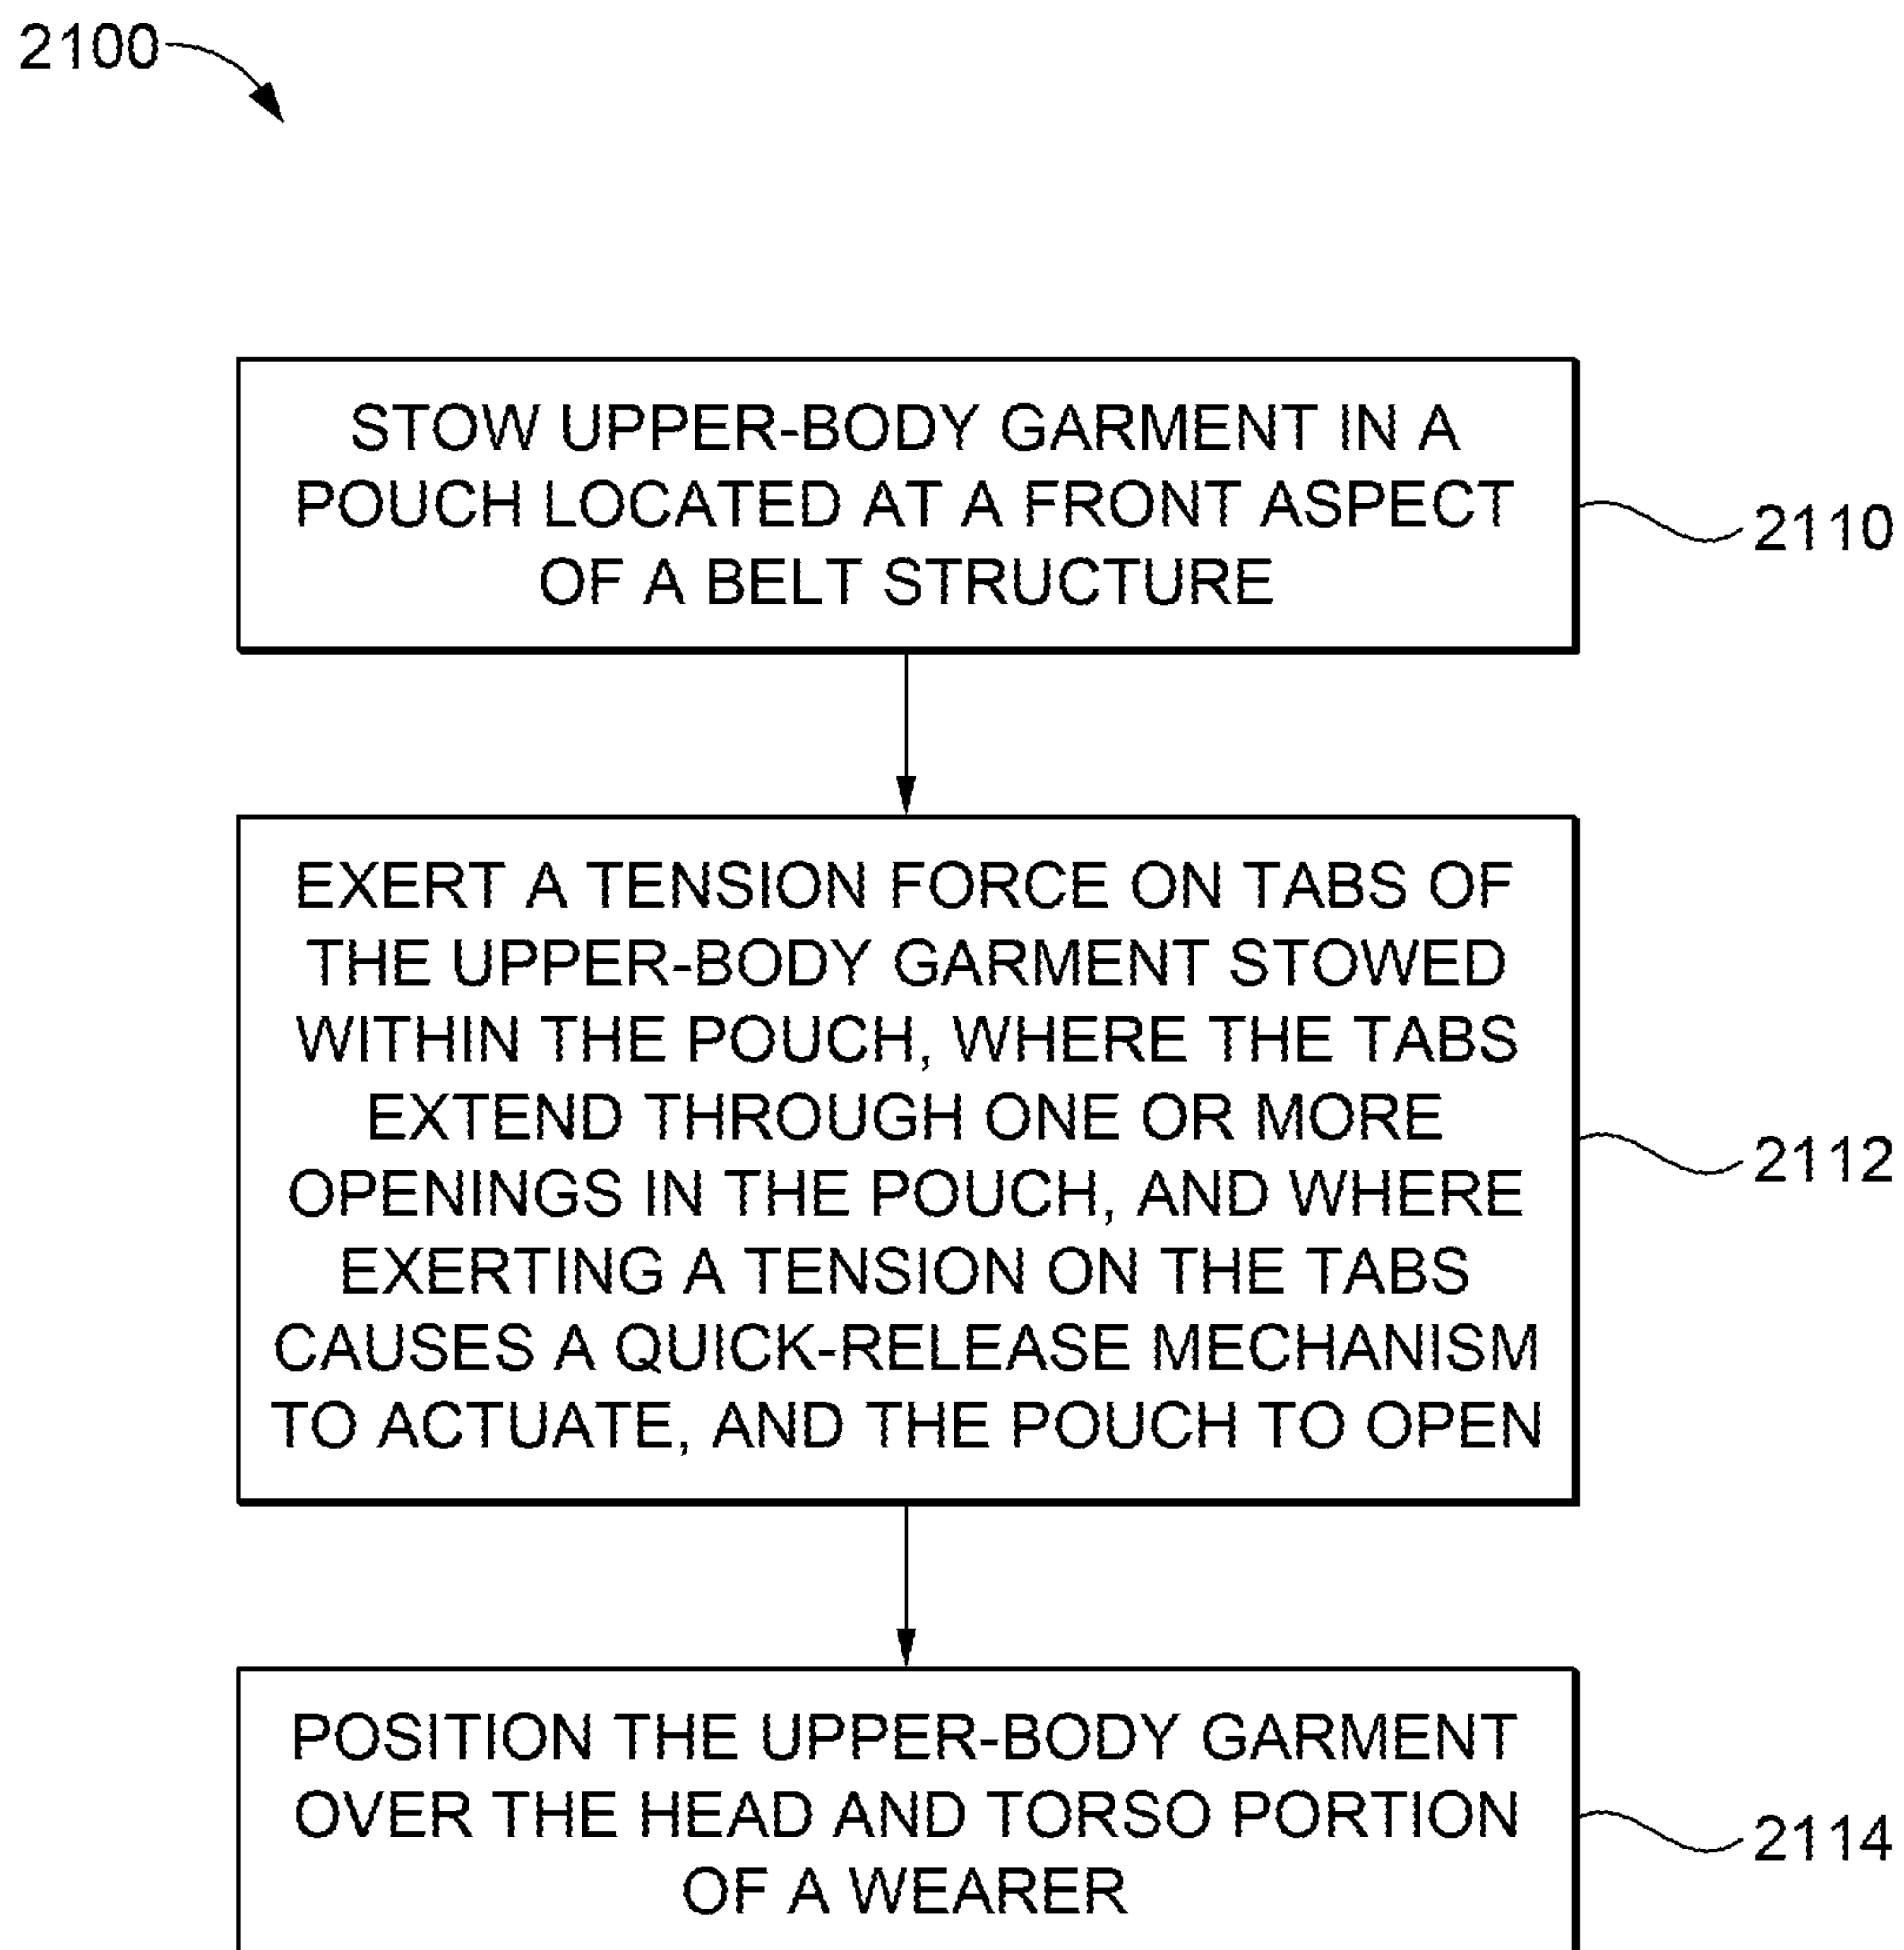 2100
STOW UPPER-BODY GARMENT IN A
POUCH LOCATED AT A FRONT ASPECT
OF A BELT STRUCTURE
2110
EXERT A TENSION FORCE ON TABS OF
THE UPPER-BODY GARMENT STOWED
WITHIN THE POUCH, WHERE THE TABS
EXTEND THROUGH ONE OR MORE
OPENINGS IN THE POUCH, AND WHERE
EXERTING A TENSION ON THE TABS
CAUSES A QUICK-RELEASE MECHANISM
TO ACTUATE, AND THE POUCH TO OPEN
2112
POSITION THE UPPER-BODY GARMENT
OVER THE HEAD AND TORSO PORTION
OF A WEARER
2114